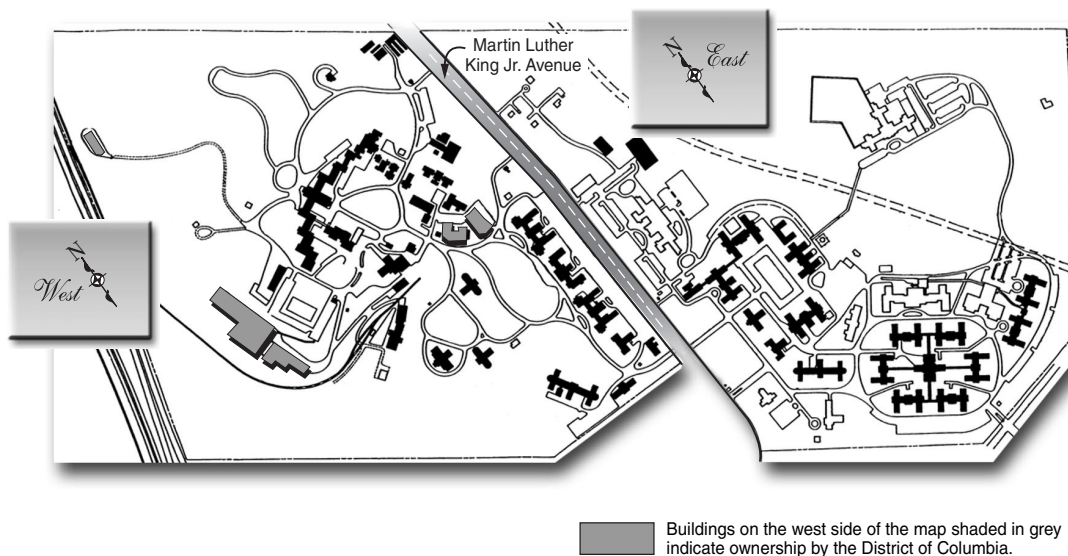 Martin Luther
King Jr. Avenue
N
East
N
West
Buildings on the west side of the map shaded in grey
indicate ownership by the District of Columbia.